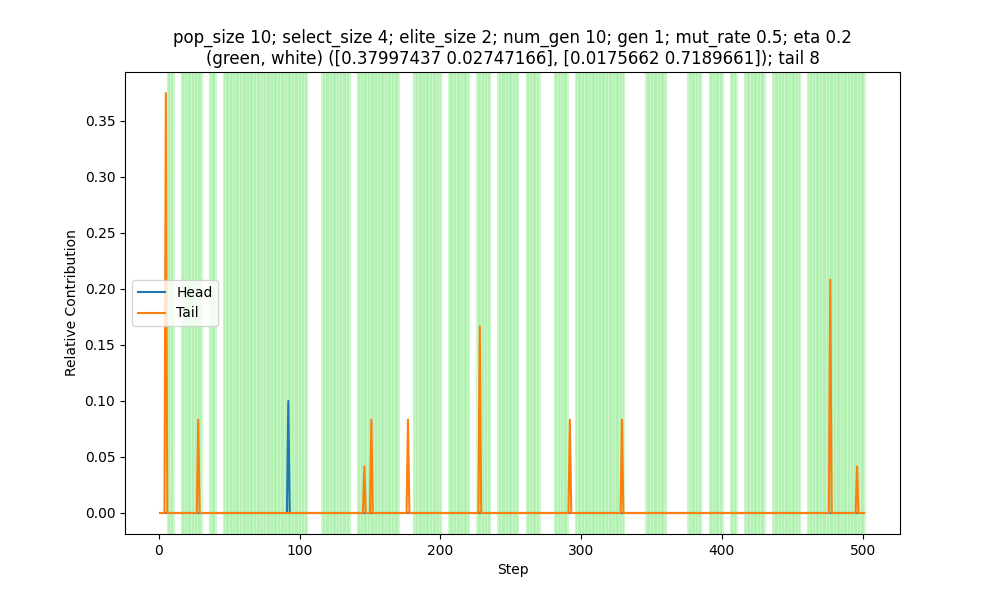 pop_size 10; select_size 4; elite_size 2; num_gen 10; gen 1; mut_rate 0.5; eta 0.2
(green, white) ([0.37997437 0.02747166], [0.0175662 0.7189661]); tail 8
0.35
0.30
0.25
0.20
0.15
0.10
0.05
0.00
Relative Contribution
Head
Tail
0
100
200
300
400
500
Step